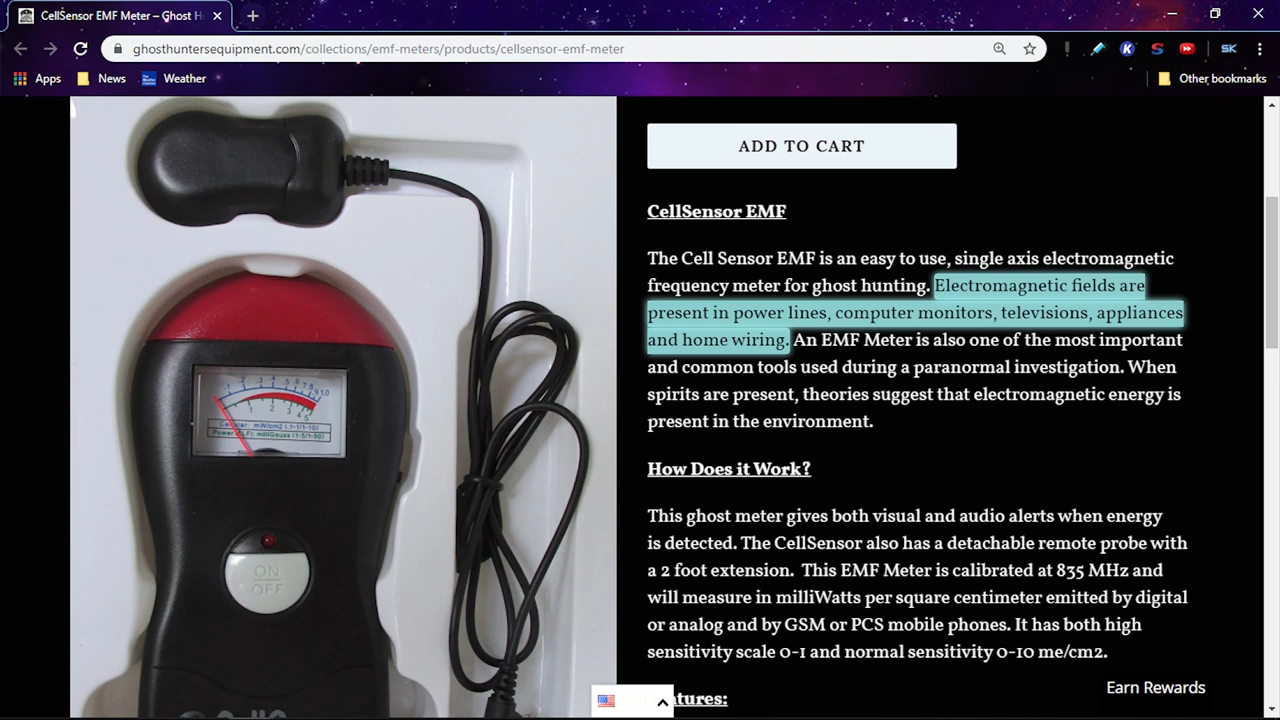 CellSensor EMF Meter – Ghost H
ghosthuntersequipment.com/collections/emf-meters/products/cellsensor-emf-meter
Apps
News
Weather
Other bookmarks
ADD TO CART
CellSensor EMF
The Cell Sensor EMF is an easy to use, single axis electromagnetic
frequency meter for ghost hunting. Electromagnetic fields are
present in power lines, computer monitors, televisions, appliances
and home wiring. An EMF Meter is also one of the most important
and common tools used during a paranormal investigation. When
spirits are present, theories suggest that electromagnetic energy is
present in the environment.
How Does it Work?
This ghost meter gives both visual and audio alerts when energy
is detected. The CellSensor also has a detachable remote probe with
a 2 foot extension. This EMF Meter is calibrated at 835 MHz and
will measure in milliWatts per square centimeter emitted by digital
or analog and by GSM or PCS mobile phones. It has both high
sensitivity scale 0-1 and normal sensitivity 0-10 me/cm2.
atures:
Earn Rewards
ON
OFF
SK
K
S